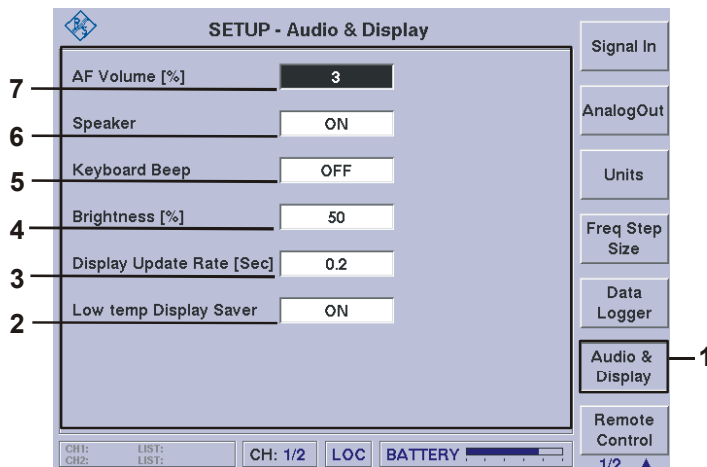 R&S
SETUP - Audio & Display
7 AF Volume [%] 3
6 Speaker ON
5 Keyboard Beep OFF
4 Brightness [%] 50
3 Display Update Rate [Sec] 0.2
2 Low temp Display Saver ON
Signal In
AnalogOut
Units
Freq Step
Size
Data
Logger
Audio &
Display
1
Remote
Control
1/2
CH1: LIST:
CH2: LIST:
CH: 1/2 LOC BATTERY